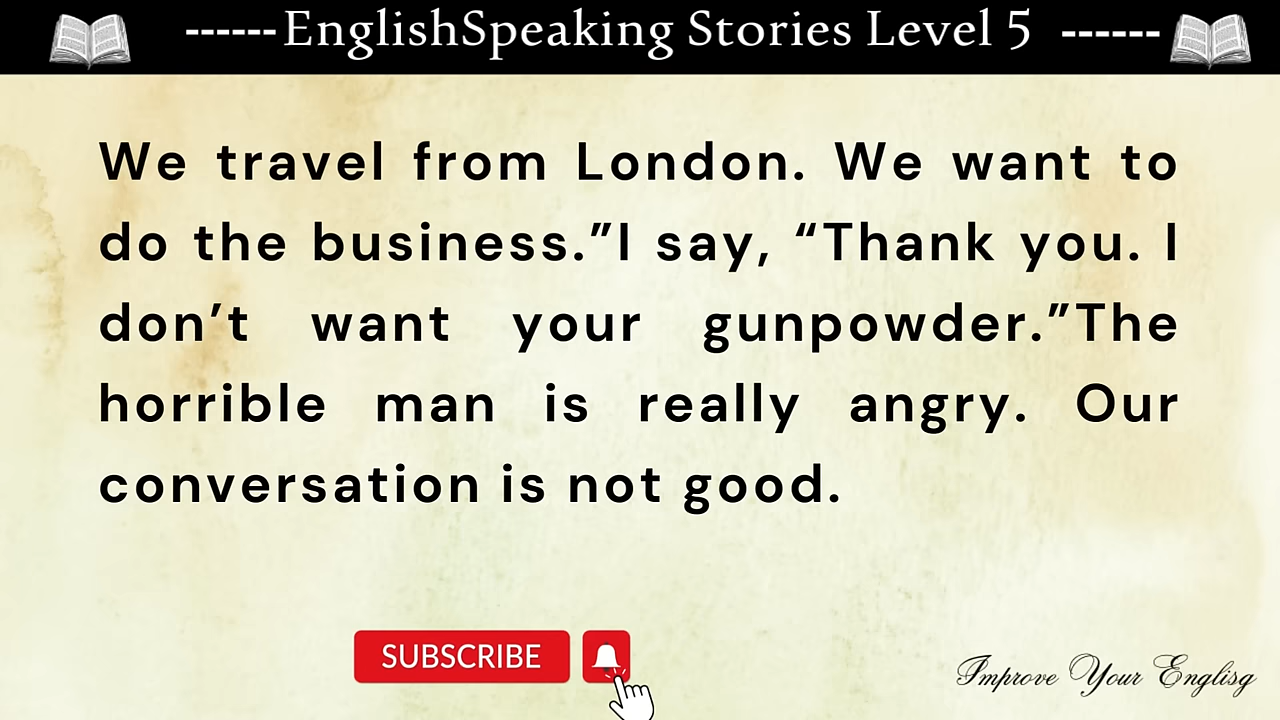 ------EnglishSpeaking Stories Level 5 ------
We travel from London. We want to
do the business.”I say, “Thank you. I
don’t want your gunpowder.”The
horrible man is really angry. Our
conversation is not good.
SUBSCRIBE
Improve Your Englisg